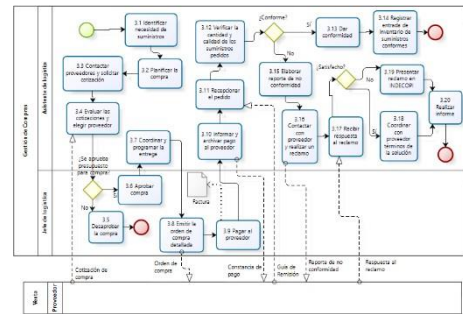 Gestión de Compras
Asistente de logística
Jefe de logística
3.1 Identificar
necesidad de
suministros
3.2 Planificar la
compra
3.3 Contactar
proveedores y solicitar
cotización
3.4 Evaluar las
cotizaciones y
elegir proveedor
¿Se aprueba
presupuesto
para compra?
No
Sí
3.5
Desaprobar
la compra
3.6 Aprobar
compra
3.7 Coordinar y
programar la
entrega
3.8 Emitir la
orden de
compra
detallada
3.9 Pagar al
proveedor
Factura
3.10 Informar y
archivar pago
al proveedor
3.11 Recepcionar
el pedido
3.12 Verificar la
cantidad y
calidad de los
suministros
pedidos
¿Conforme?
Sí
No
3.13 Dar
conformidad
3.14 Registrar
entrada de
inventario de
suministros
conformes
3.15 Elaborar
reporte de no
conformidad
3.16
Contactar
con proveedor
y realizar un
reclamo
3.17 Recibir
respuesta
al reclamo
¿Satisfecho?
No
Sí
3.18
Coordinar con
proveedor
términos de
la solución
3.19 Presentar
reclamo en
INDECOPI
3.20
Realizar
informe
Cotización de
compra
Orden de
compra
Constancia de
pago
Guía de
Remisión
Reporte de no
conformidad
Respuesta al
reclamo
Venta
Proveedor